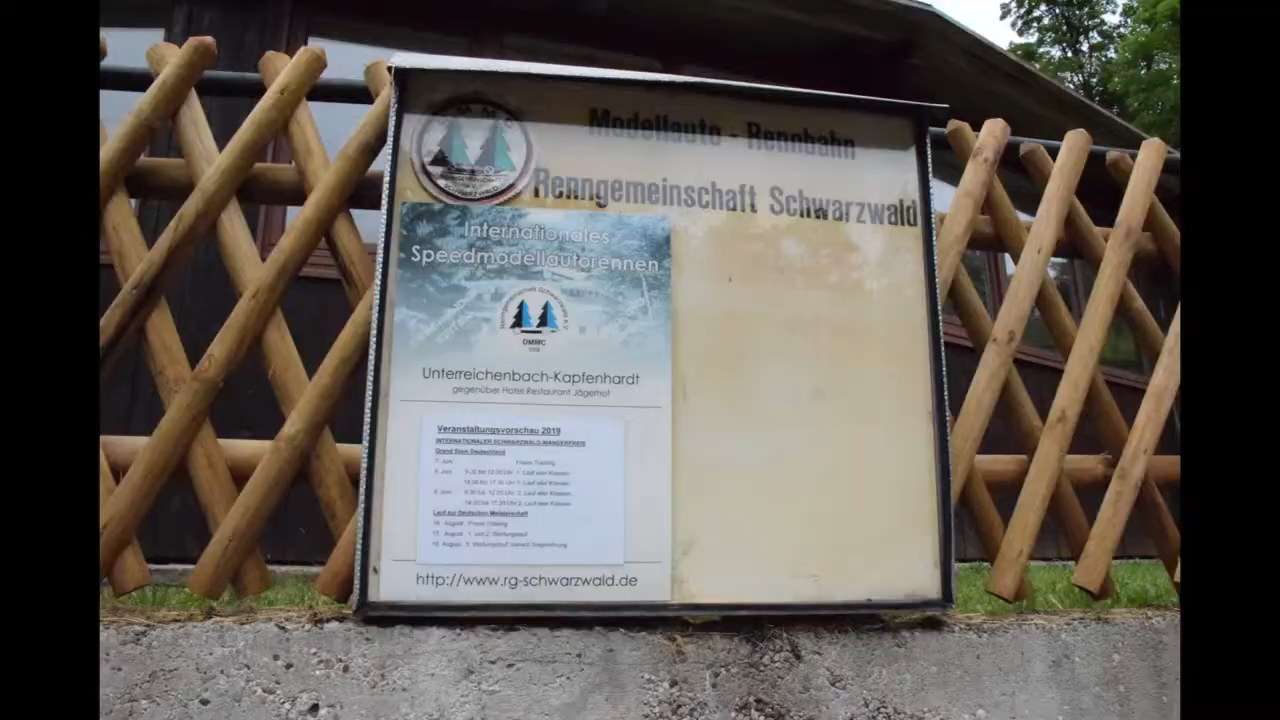 Modellauto - Rennbahn
Renngemeinschaft Schwarzwald
SCHWARZWALD
Internationales
Speedmodellautorennen
Renngemeinschaft Schwarzwald e.V.
DMMC
Unterreichenbach-Kapfenhardt
gegenüber Hotel Restaurant Jägerhof
Veranstaltungsvorschau 2019
INTERNATIONALER SCHWARZWALD-WANDERPREIS
Grand Slam Deutschland
7. Juni Freies Training
8. Juni 9.30 bis 12.00 Uhr 1. Lauf aller Klassen
14.00 bis 17.30 Uhr 1. Lauf aller Klassen
9.30 bis 12.00 Uhr 2. Lauf aller Klassen
14.00 bis 17.30 Uhr 2. Lauf aller Klassen
Lauf zur Deutschen Meisterschaft
16. August Freies Training
17. August 1. und 2. Wertungslauf
18. August 3. Wertungslauf, danach Siegerehrung
http://www.rg-schwarzwald.de